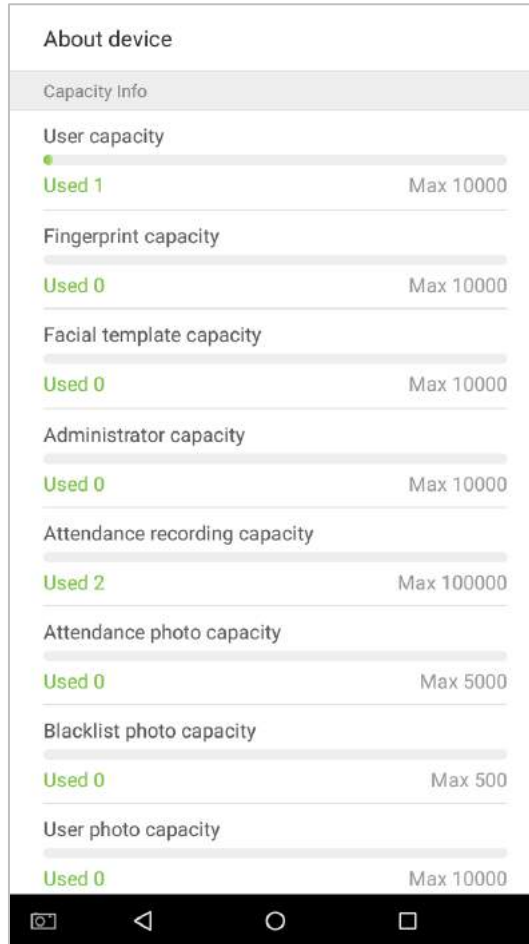 About device
Capacity Info
User capacity
Used 1 Max 10000
Fingerprint capacity
Used 0 Max 10000
Facial template capacity
Used 0 Max 10000
Administrator capacity
Used 0 Max 10000
Attendance recording capacity
Used 2 Max 100000
Attendance photo capacity
Used 0 Max 5000
Blacklist photo capacity
Used 0 Max 500
User photo capacity
Used 0 Max 10000